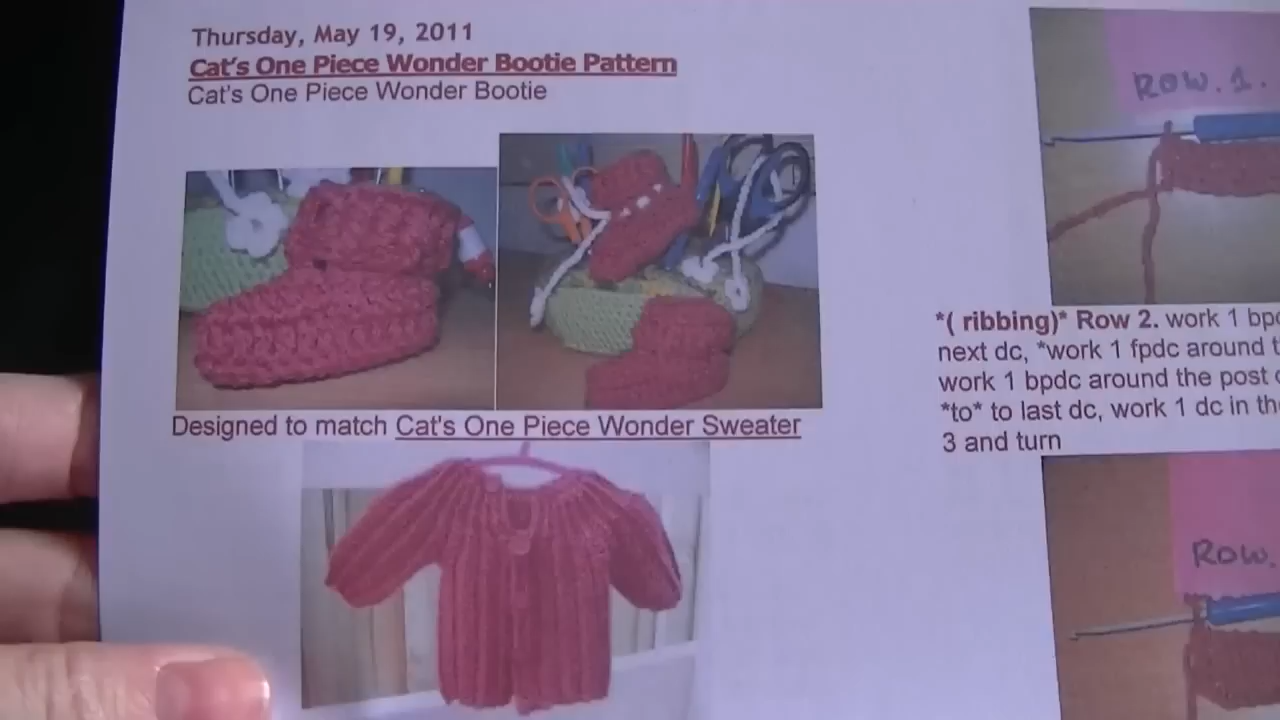 Thursday, May 19, 2011
Cat's One Piece Wonder Bootie Pattern
Cat's One Piece Wonder Bootie
Designed to match Cat's One Piece Wonder Sweater
ROW. 1.
*( ribbing)* Row 2. work 1
next dc, *work 1 fpdc around
work 1 bpdc around the post
*to* to last dc, work 1 dc in
3 and turn
ROW.